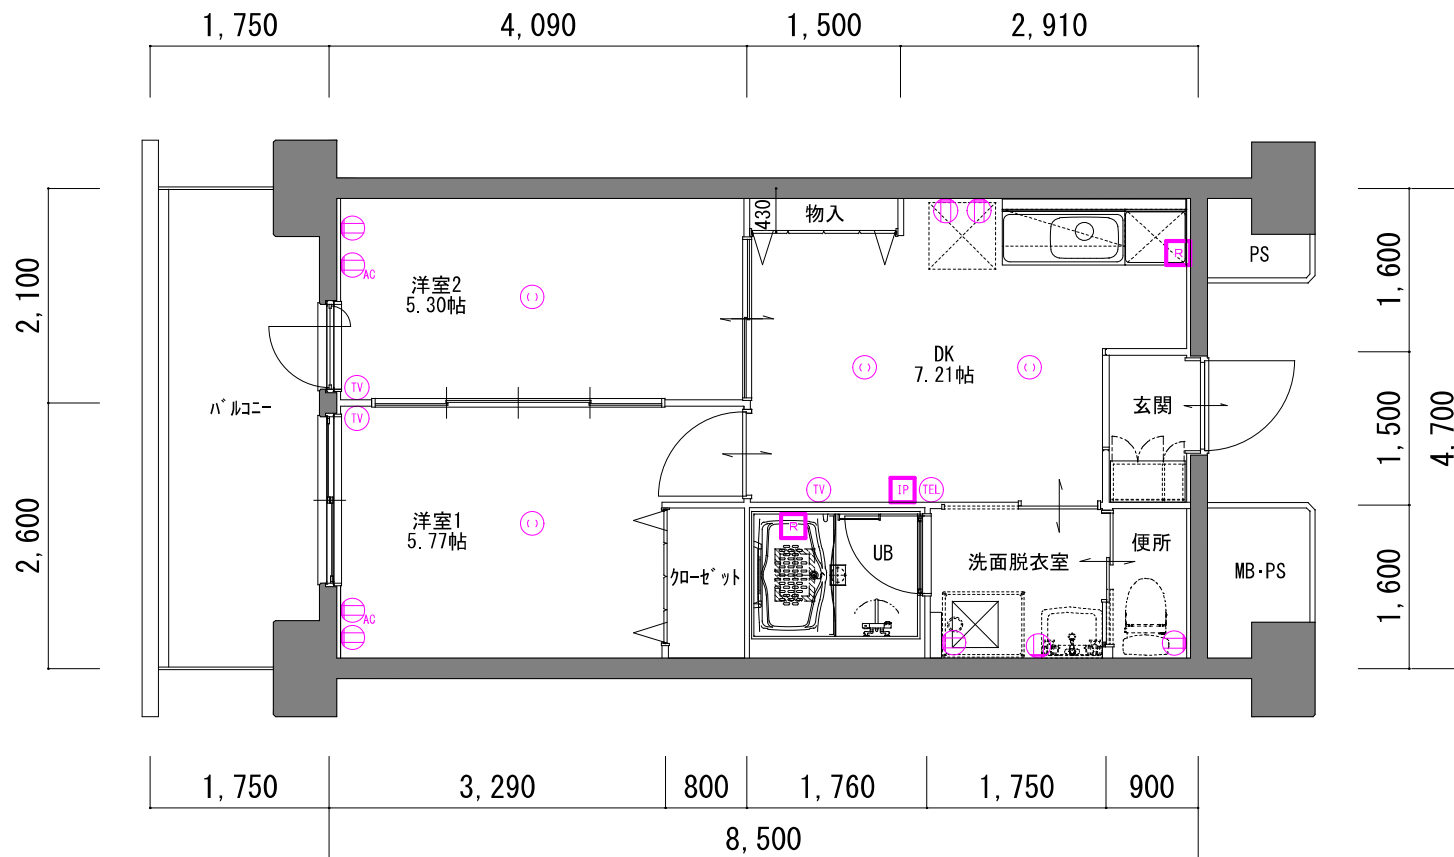 1,750
4,090
1,500
2,910
物入
430
R
PS
AC
洋室2
5.30帖
2,100
1,600
DK
7.21帖
TV
バルコニー
TV
玄関
1,500
4,700
TV
IP
TEL
2,600
洋室1
5.77帖
R
UB
便所
洗面脱衣室
クローゼット
MB・PS
1,600
AC
1,750
3,290
800
1,760
1,750
900
8,500